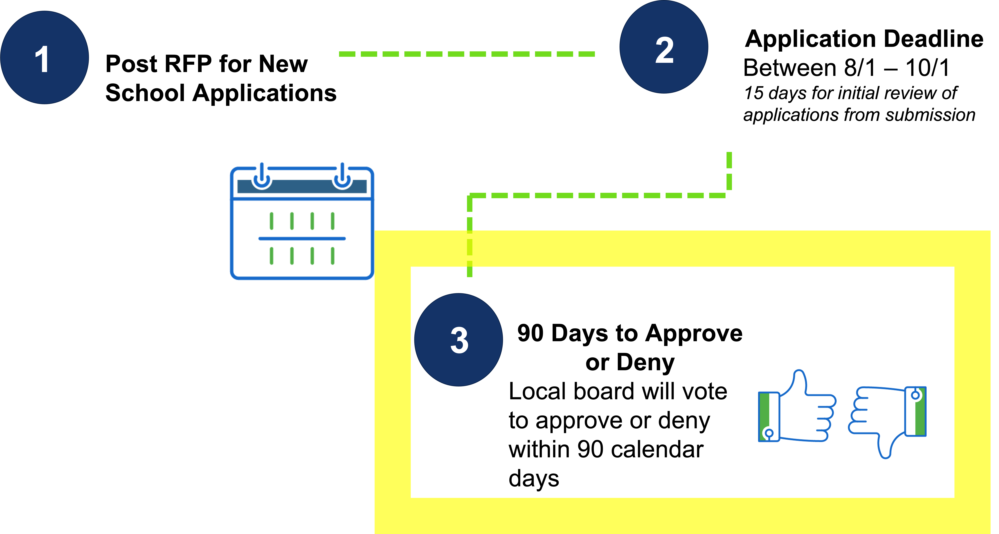 1
Post RFP for New
School Applications
2
Application Deadline
Between 8/1 – 10/1
15 days for initial review of
applications from submission
3
90 Days to Approve
or Deny
Local board will vote
to approve or deny
within 90 calendar
days